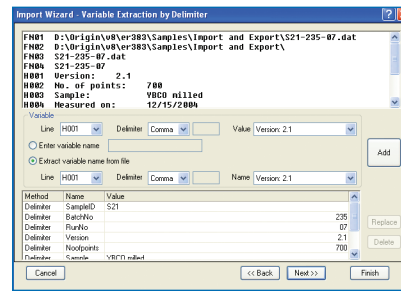 Import Wizard - Variable Extraction by Delimiter
FN01 D:\Origin\v8\er383\Samples\Import and Export\S21-235-07.dat
FN02 D:\Origin\v8\er383\Samples\Import and Export\
FN03 S21-235-07.dat
FN04 S21-235-07
H001 Version: 2.1
H002 No. of points: 700
H003 Sample: YBCO milled
H004 Measured on: 12/15/2004
Variable
Line H001 Delimiter Comma Value Version: 2.1
Enter variable name
Extract variable name from file
Line H001 Delimiter Comma Name Version: 2.1
Add
Method Name Value
Delimiter SampleID S21
Delimiter BatchNo 235
Delimiter RunNo 07
Delimiter Version 2.1
Delimiter Noofpoints 700
Delimiter Sample YBCO milled
Replace
Delete
Cancel << Back Next >> Finish